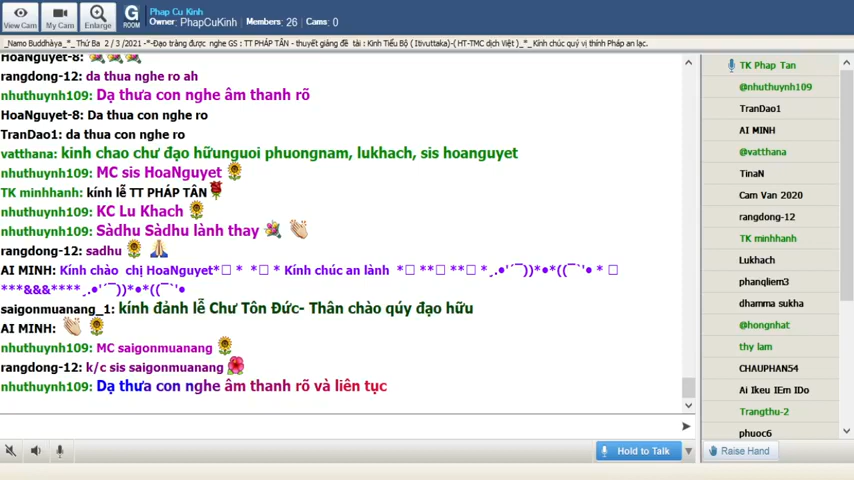 Phap Cu Kinh
View Cam My Cam Enlarge G ROOM Owner: PhapCuKinh Members: 26 Cams: 0
_Namo Buddhàya_*_ Thứ Ba 2 / 3 /2021 -*-Đạo tràng được nghe GS : TT PHÁP TÂN - thuyết giảng đề tài : Kinh Tiểu Bộ ( Itivuttaka)-( HT-TMC dịch Việt )_*_ Kính chúc quý vị thính Pháp an lạc.
HoaNguyet-8:
rangdong-12: da thua nghe ro ah
nhuthuynh109: Dạ thưa con nghe âm thanh rõ
HoaNguyet-8: Da thua con nghe ro
TranDao1: da thua con nghe ro
vatthana: kinh chao chư đạo hữunguoi phuongnam, lukhach, sis hoanguyet
nhuthuynh109: MC sis HoaNguyet
TK minhhanh: kính lễ TT PHÁP TÂN
nhuthuynh109: KC Lu Khach
nhuthuynh109: Sàdhu Sàdhu lành thay
rangdong-12: sadhu
AI MINH: Kính chào chị HoaNguyet*□ * *□ * Kính chúc an lành *□ **□ **□ *¸.•'´¯))*•*((¯`'• * □
***&&&****¸.•'´¯))*•*((¯`'•
saigonmuanang_1: kính đảnh lễ Chư Tôn Đức- Thân chào qúy đạo hữu
AI MINH:
nhuthuynh109: MC saigonmuanang
rangdong-12: k/c sis saigonmuanang
nhuthuynh109: Dạ thưa con nghe âm thanh rõ và liên tục
Hold to Talk
TK Phap Tan
@nhuthuynh109
TranDao1
AI MINH
@vatthana
TinaN
Cam Van 2020
rangdong-12
TK minhhanh
Lukhach
phanqliem3
dhamma sukha
@hongnhat
thy lam
CHAUPHAN54
Ai Ikeu IEm IDo
Trangthu-2
phuoc6
Raise Hand